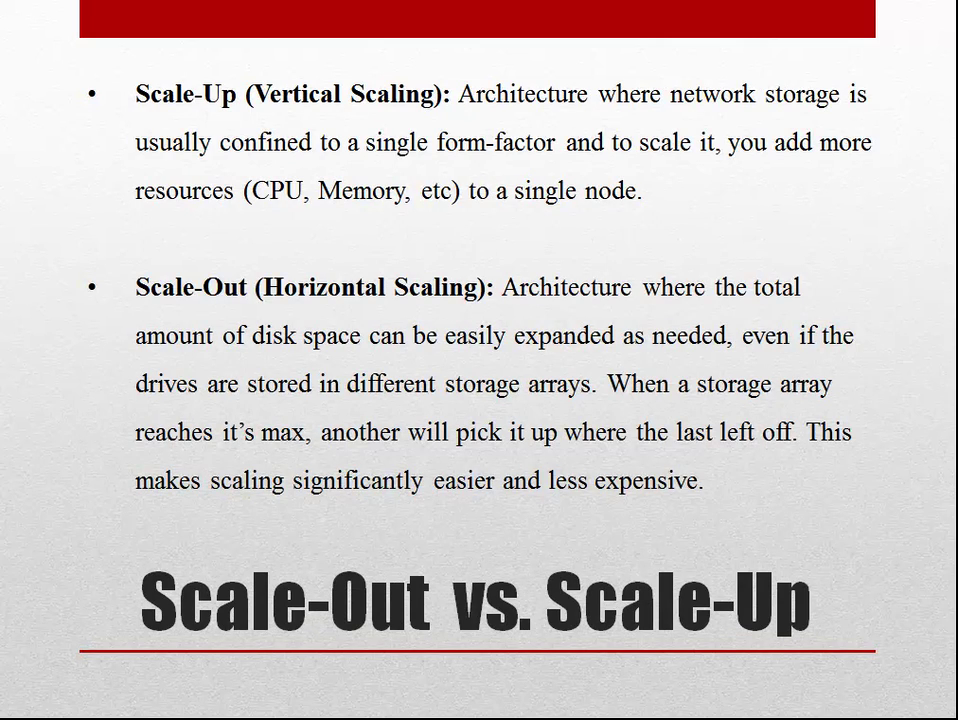 • Scale-Up (Vertical Scaling): Architecture where network storage is
usually confined to a single form-factor and to scale it, you add more
resources (CPU, Memory, etc) to a single node.
• Scale-Out (Horizontal Scaling): Architecture where the total
amount of disk space can be easily expanded as needed, even if the
drives are stored in different storage arrays. When a storage array
reaches it’s max, another will pick it up where the last left off. This
makes scaling significantly easier and less expensive.
Scale-Out vs. Scale-Up